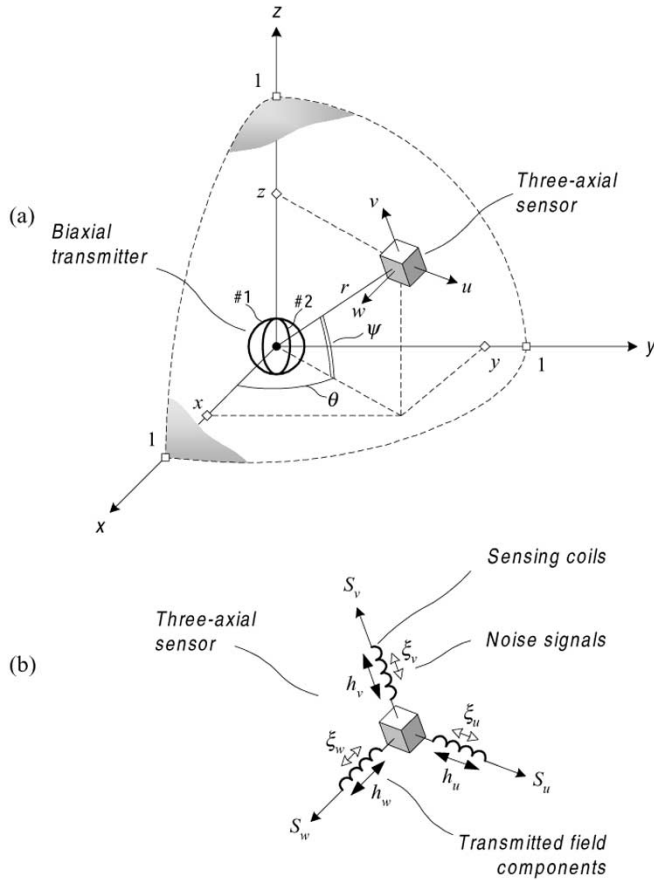 z
1
(a)
Three-axial
sensor
z
v
Biaxial
transmitter
#1
#2
r
u
w
ψ
y
x
θ
y
1
1
x
Sensing coils
S_v
Three-axial
sensor
Noise signals
(b)
ξ_v
h_v
ξ_w
ξ_u
h_w
h_u
S_u
S_w
Transmitted field
components